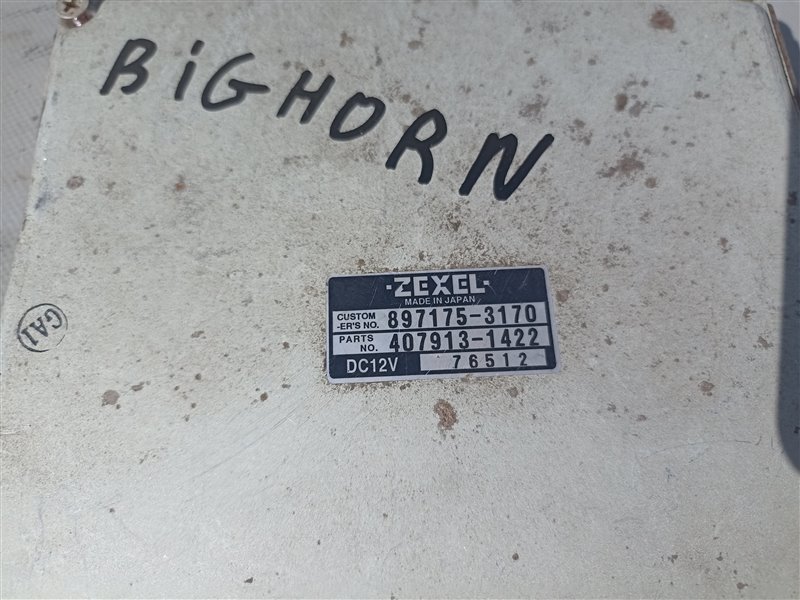 BiGHORN
·ZEXEL·
MADE IN JAPAN
CUSTOM
-ER'S NO. 897175-3170
PARTS
NO. 407913-1422
DC12V 76512
GA1